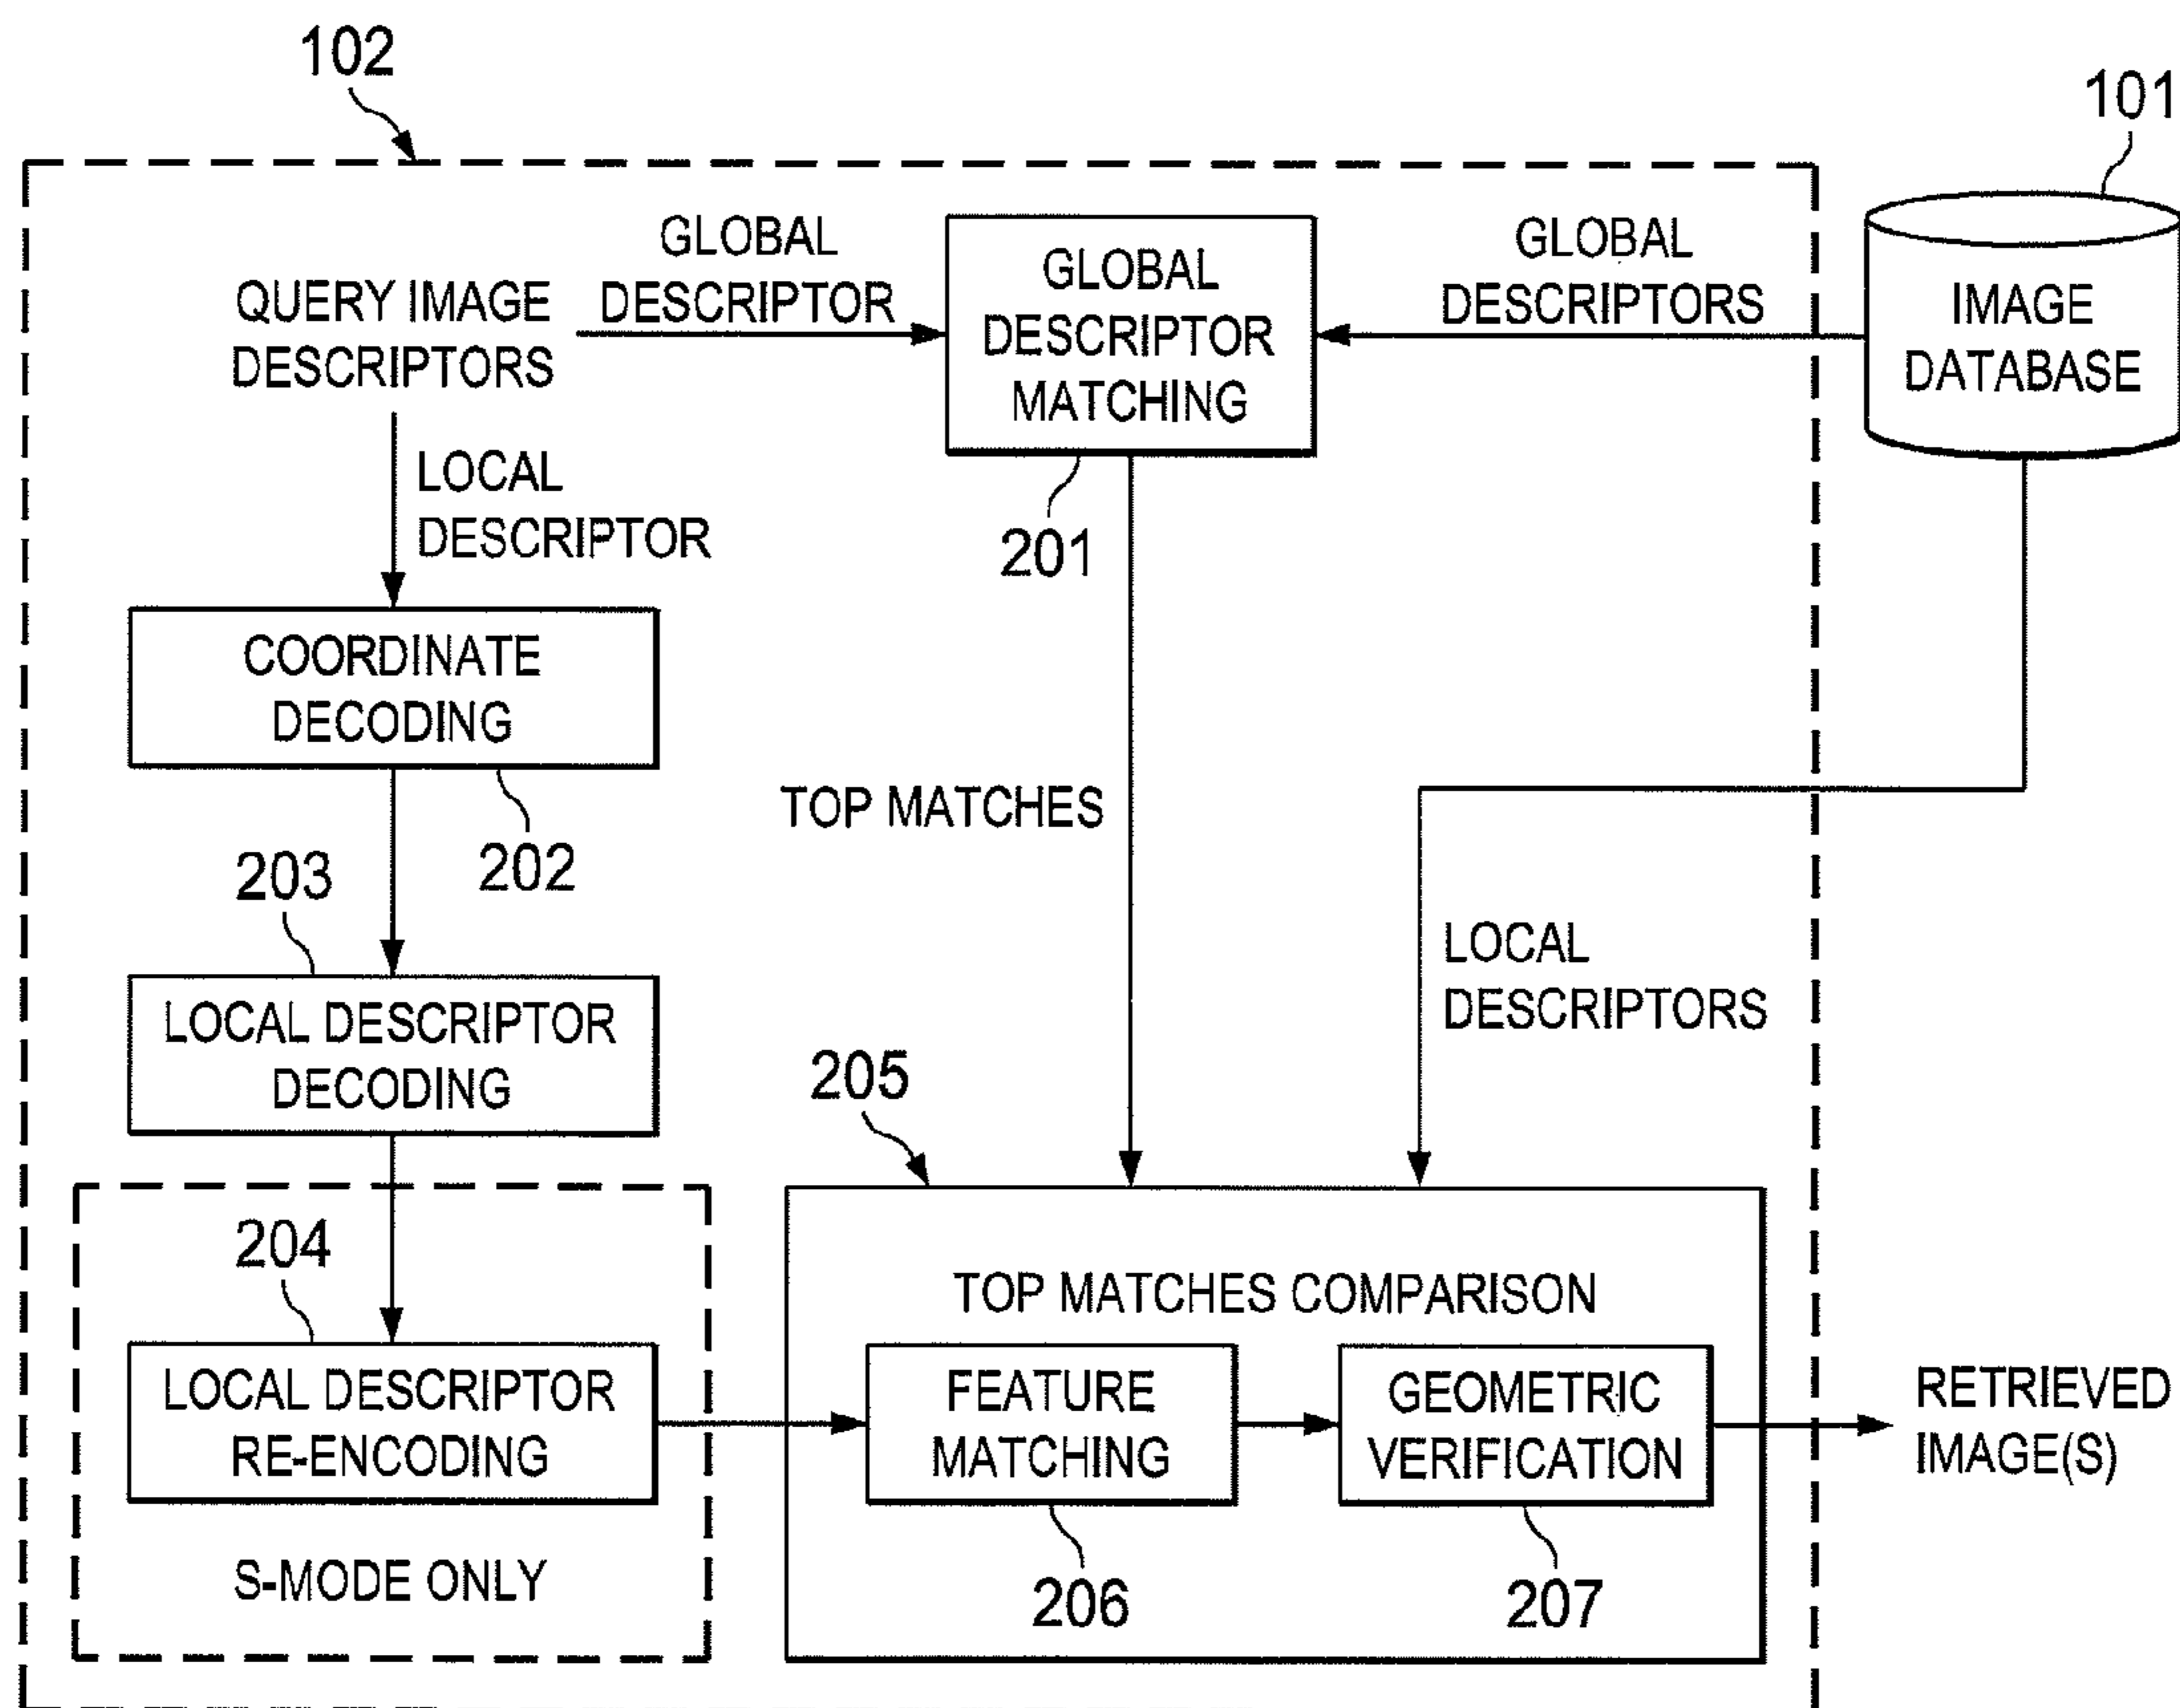 102
101
GLOBAL
DESCRIPTOR
QUERY IMAGE
DESCRIPTORS
GLOBAL
DESCRIPTOR
MATCHING
201
GLOBAL
DESCRIPTORS
IMAGE
DATABASE
LOCAL
DESCRIPTOR
COORDINATE
DECODING
202
TOP MATCHES
203
LOCAL DESCRIPTOR
DECODING
LOCAL
DESCRIPTORS
205
204
LOCAL DESCRIPTOR
RE-ENCODING
S-MODE ONLY
TOP MATCHES COMPARISON
FEATURE
MATCHING
206
GEOMETRIC
VERIFICATION
207
RETRIEVED
IMAGE(S)